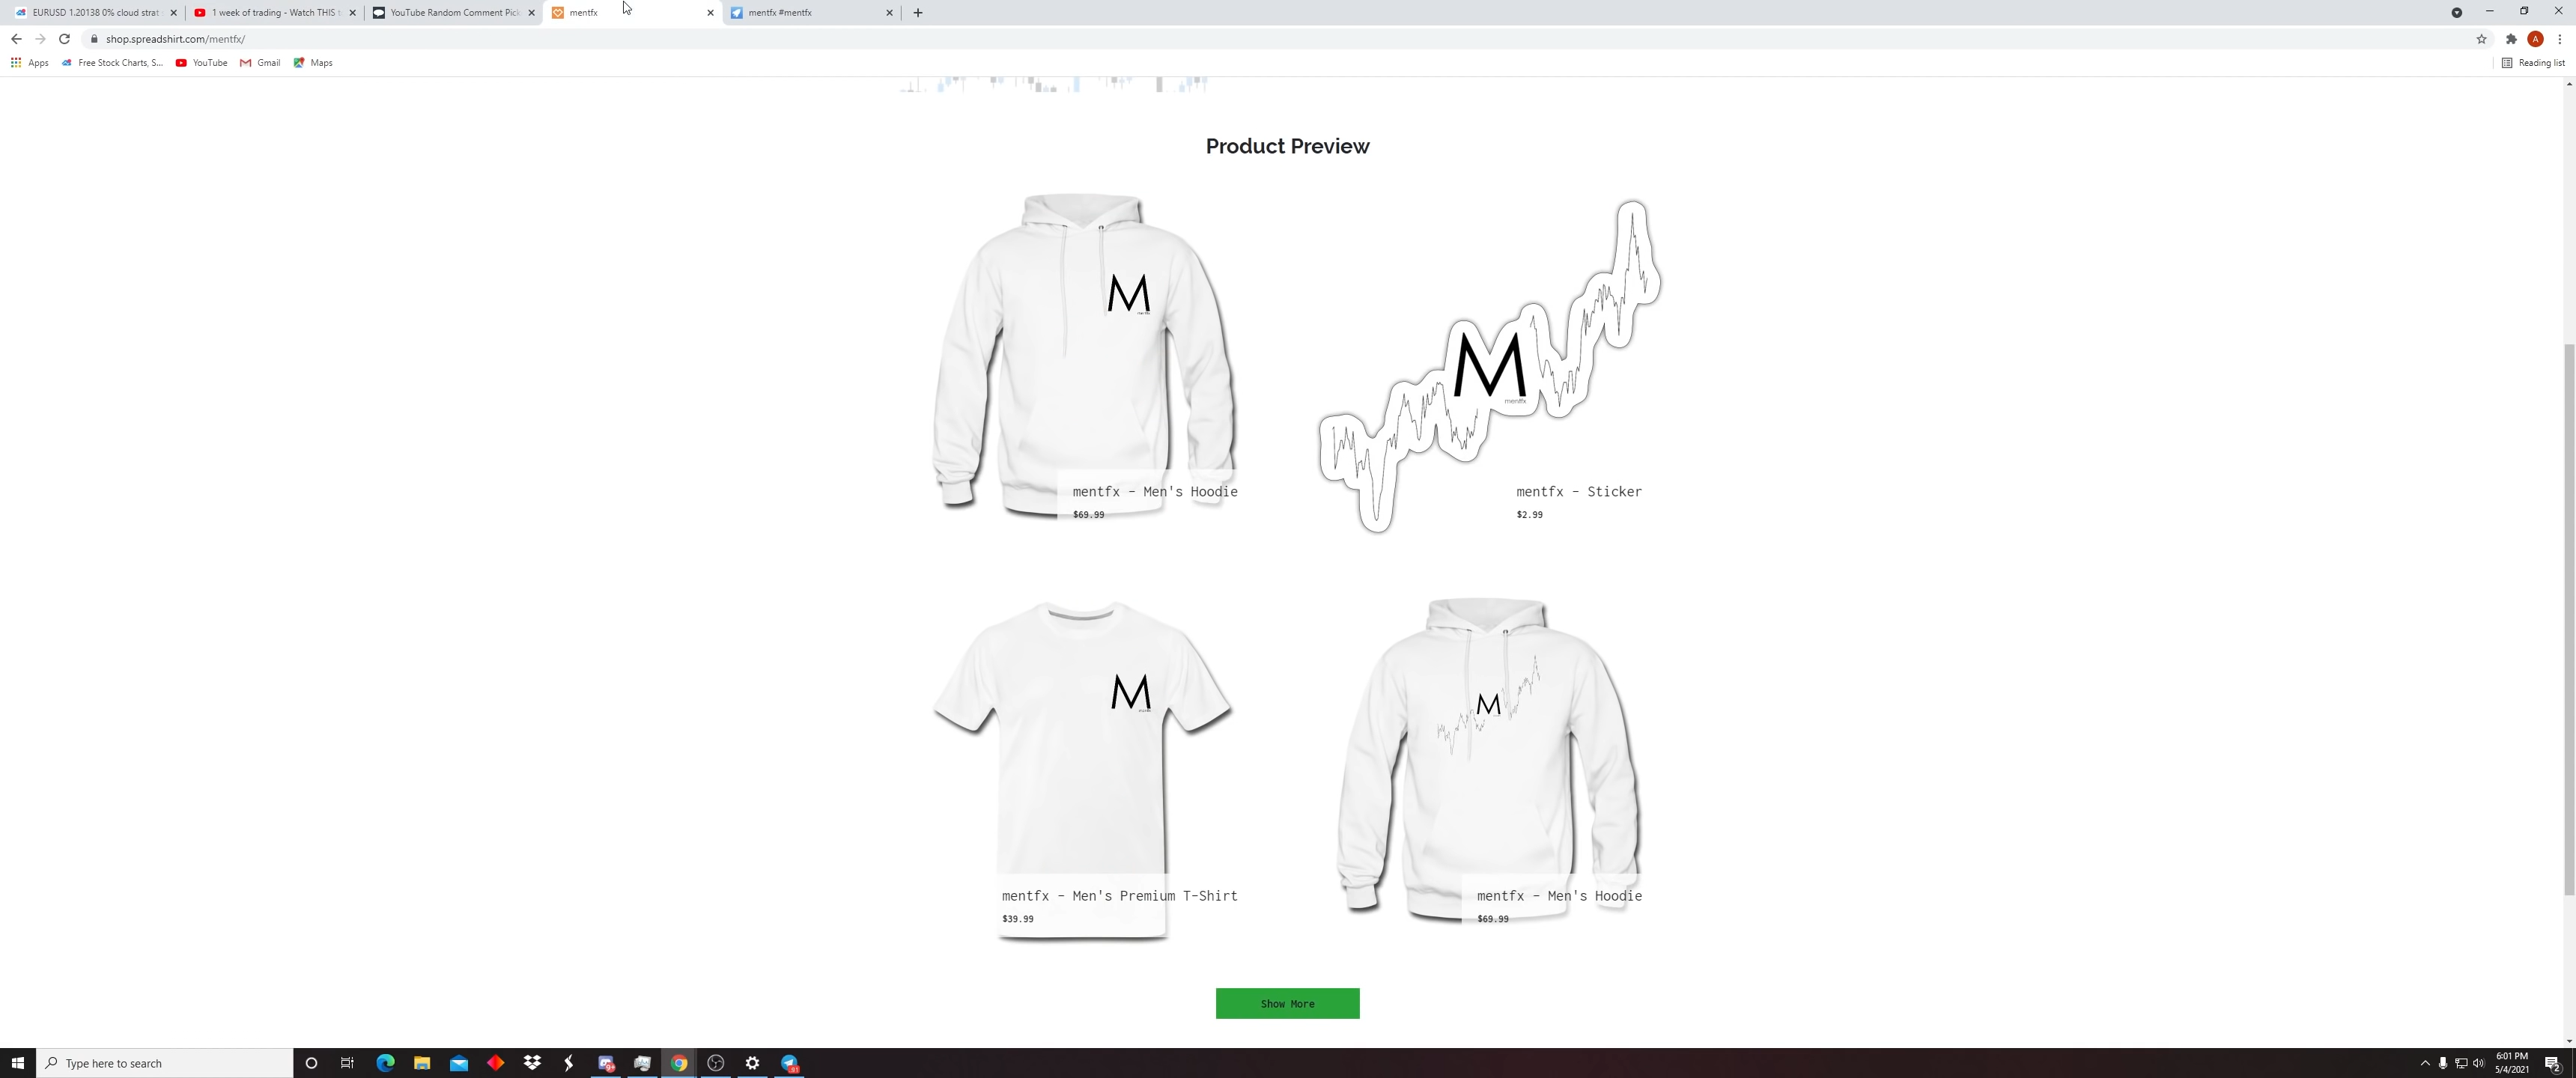 EURUSD 1.20138 0% cloud strat
1 week of trading - Watch THIS
YouTube Random Comment Pick
mentfx
mentfx #mentfx
shop.spreadshirt.com/mentfx/
A
Apps
Free Stock Charts, S...
YouTube
Gmail
Maps
Reading list
Product Preview
M
mentfx - Men's Hoodie
$69.99
M
mentfx
mentfx - Sticker
$2.99
M
mentfx - Men's Premium T-Shirt
$39.99
M
mentfx - Men's Hoodie
$69.99
Show More
Type here to search
6:01 PM
5/4/2021